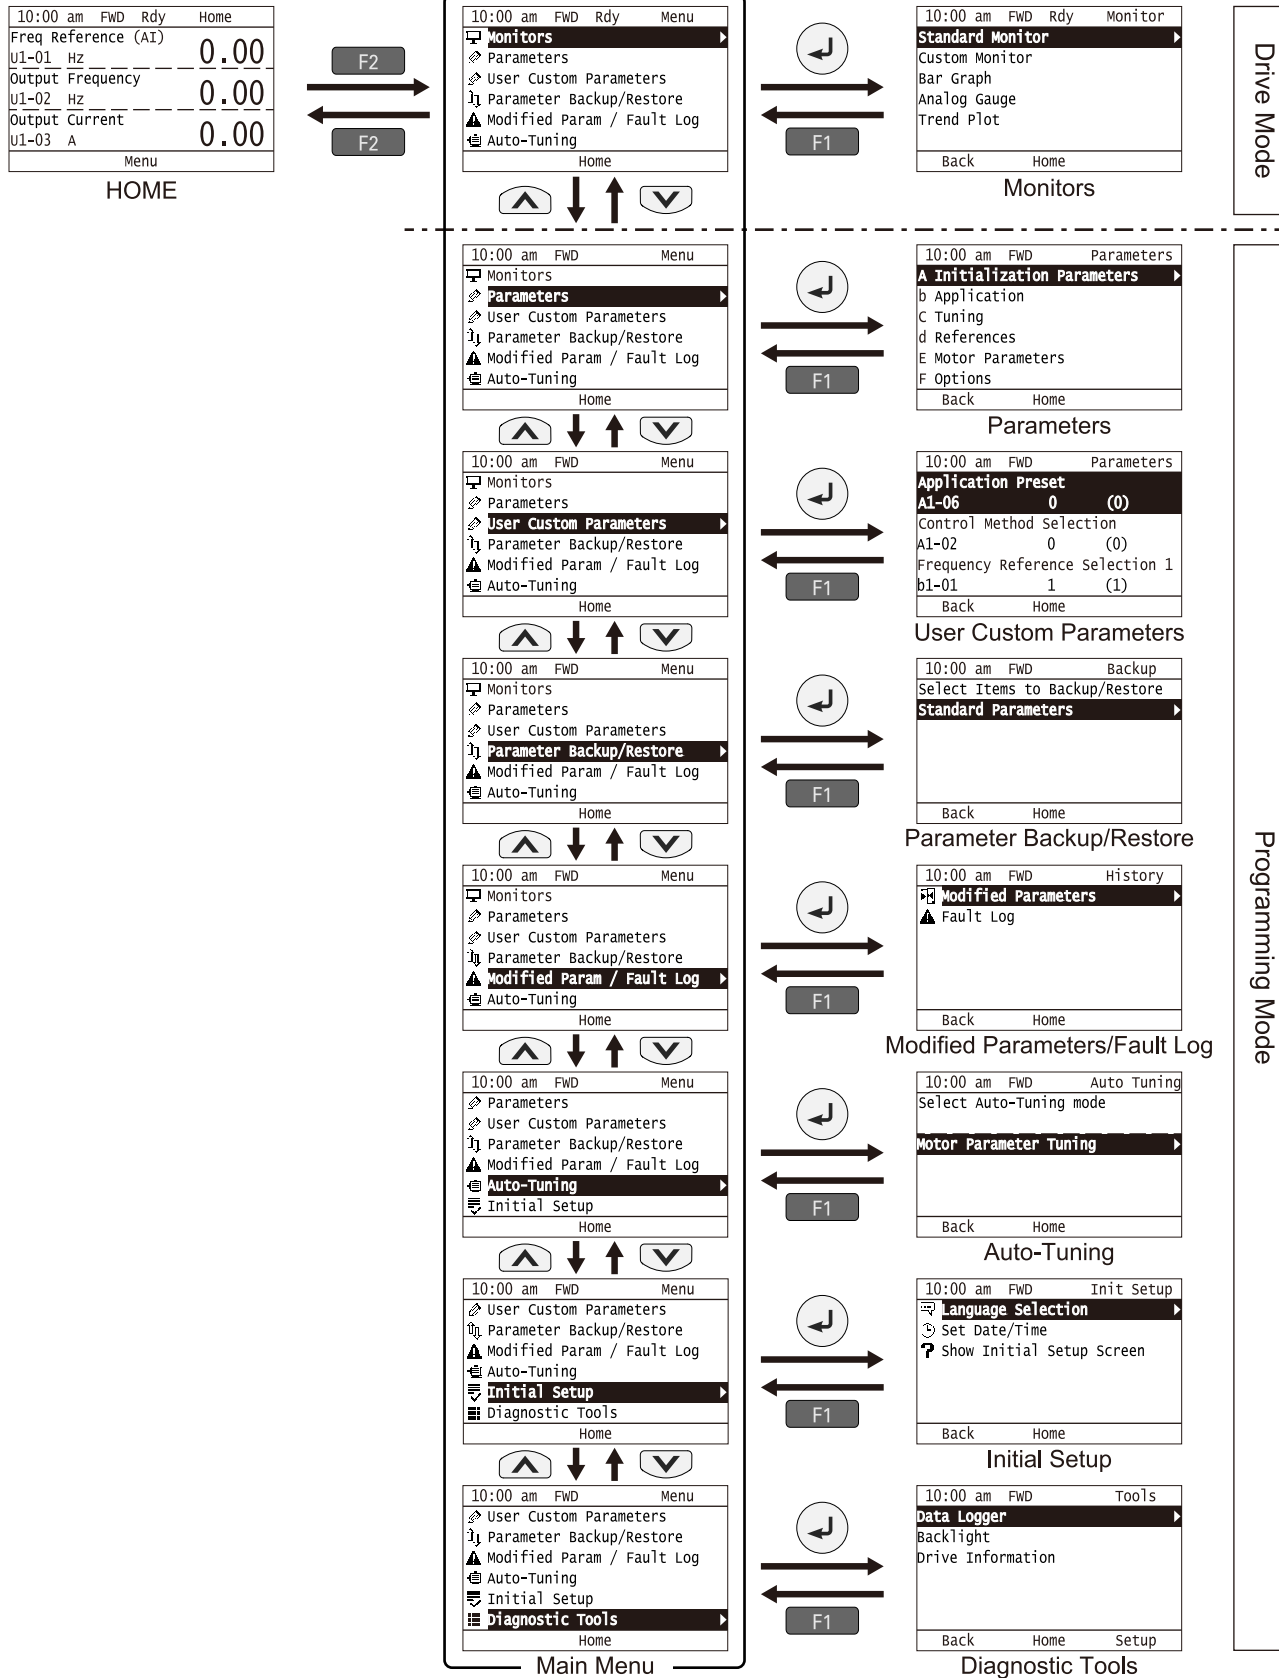 10:00 am FWD Rdy Home
Freq Reference (AI)
U1-01 Hz 0.00
Output Frequency
U1-02 Hz 0.00
Output Current
U1-03 A 0.00
Menu
HOME
F2
F2
10:00 am FWD Rdy Menu
Monitors
Parameters
User Custom Parameters
Parameter Backup/Restore
Modified Param / Fault Log
Auto-Tuning
Home
F1
10:00 am FWD Rdy Monitor
Standard Monitor
Custom Monitor
Bar Graph
Analog Gauge
Trend Plot
Back Home
Monitors
Drive Mode
10:00 am FWD Menu
Monitors
Parameters
User Custom Parameters
Parameter Backup/Restore
Modified Param / Fault Log
Auto-Tuning
Home
F1
10:00 am FWD Parameters
A Initialization Parameters
b Application
C Tuning
d References
E Motor Parameters
F Options
Back Home
Parameters
10:00 am FWD Menu
Monitors
Parameters
User Custom Parameters
Parameter Backup/Restore
Modified Param / Fault Log
Auto-Tuning
Home
F1
10:00 am FWD Parameters
Application Preset
A1-06 0 (0)
Control Method Selection
A1-02 0 (0)
Frequency Reference Selection 1
b1-01 1 (1)
Back Home
User Custom Parameters
10:00 am FWD Menu
Monitors
Parameters
User Custom Parameters
Parameter Backup/Restore
Modified Param / Fault Log
Auto-Tuning
Home
F1
10:00 am FWD Backup
Select Items to Backup/Restore
Standard Parameters
Back Home
Parameter Backup/Restore
10:00 am FWD Menu
Monitors
Parameters
User Custom Parameters
Parameter Backup/Restore
Modified Param / Fault Log
Auto-Tuning
Home
F1
10:00 am FWD History
Modified Parameters
Fault Log
Back Home
Modified Parameters/Fault Log
10:00 am FWD Menu
Parameters
User Custom Parameters
Parameter Backup/Restore
Modified Param / Fault Log
Auto-Tuning
Initial Setup
Home
F1
10:00 am FWD Auto Tuning
Select Auto-Tuning mode
Motor Parameter Tuning
Back Home
Auto-Tuning
10:00 am FWD Menu
User Custom Parameters
Parameter Backup/Restore
Modified Param / Fault Log
Auto-Tuning
Initial Setup
Diagnostic Tools
Home
F1
10:00 am FWD Init Setup
Language Selection
Set Date/Time
Show Initial Setup Screen
Back Home
Initial Setup
10:00 am FWD Menu
User Custom Parameters
Parameter Backup/Restore
Modified Param / Fault Log
Auto-Tuning
Initial Setup
Diagnostic Tools
Home
Main Menu
F1
10:00 am FWD Tools
Data Logger
Backlight
Drive Information
Back Home Setup
Diagnostic Tools
Programming Mode